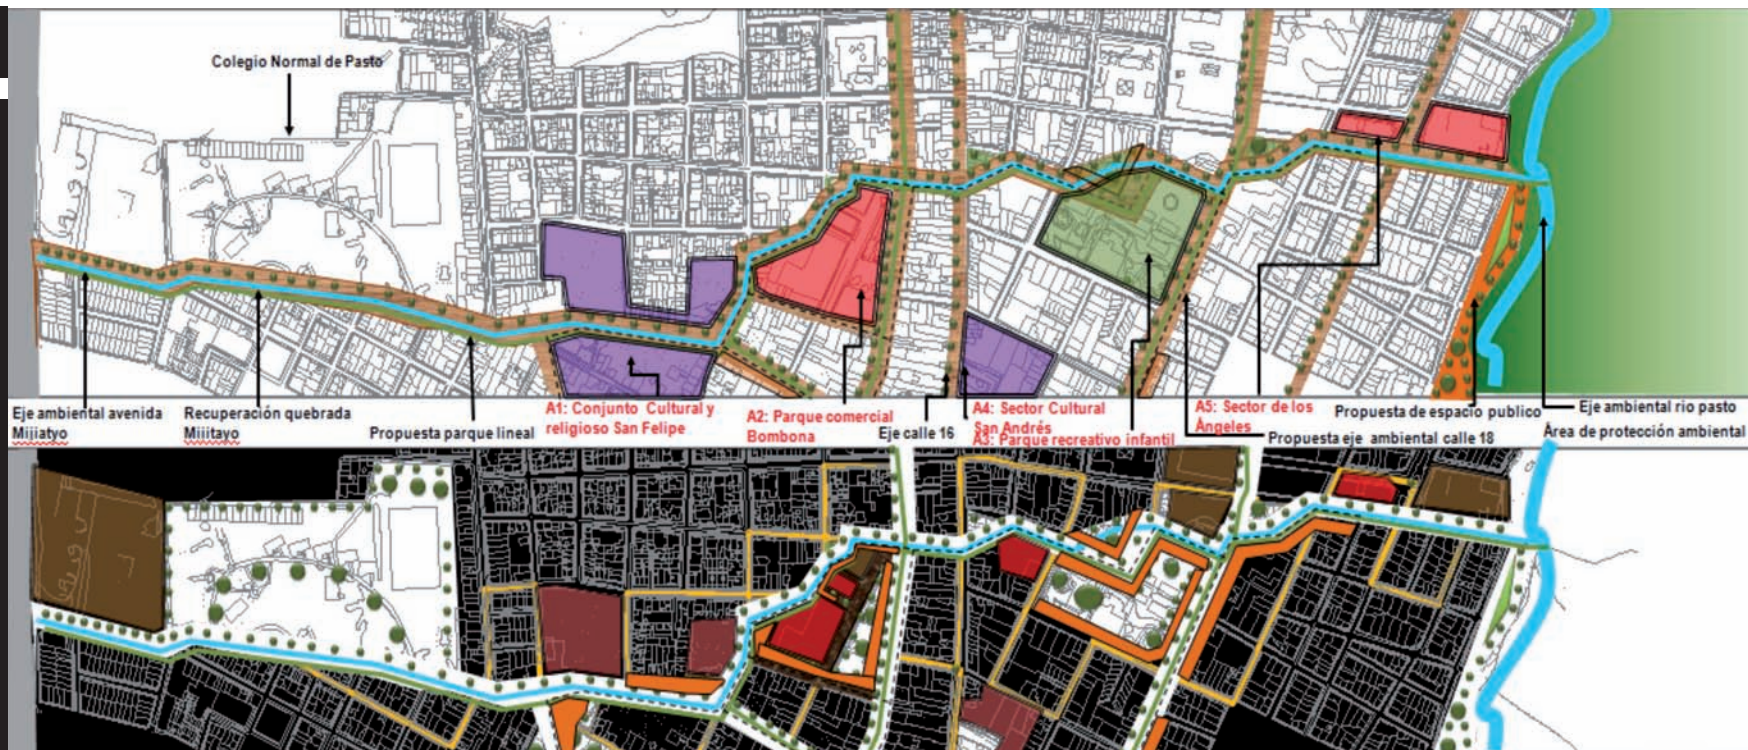 Colegio Normal de Pasto
Eje ambiental avenida
Mijiatyo
Recuperación quebrada
Miiitayo
Propuesta parque lineal
A1: Conjunto Cultural y
religioso San Felipe
A2: Parque comercial
Bombona
Eje calle 16
A4: Sector Cultural
San Andrés
A3: Parque recreativo infantil
A5: Sector de los
Ángeles
Propuesta eje ambiental calle 18
Propuesta de espacio publico
Eje ambiental rio pasto
Área de protección ambiental